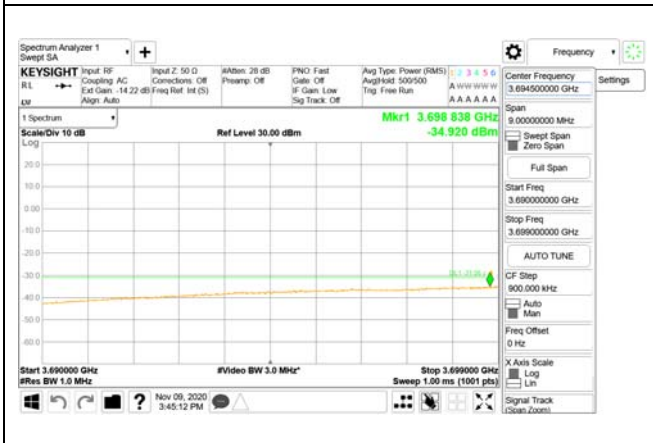 Spectrum Analyzer 1
Swept SA
+
Frequency
KEYSIGHT
RL
Input: RF
Coupling: AC
Ext Gain: -14.22 dB
Align: Auto
Input Z: 50 Ω
Corrections: Off
Freq Ref: Int (S)
#Atten: 28 dB
Preamp: Off
PNO: Fast
Gate: Off
IF Gain: Low
Sig Track: Off
Avg Type: Power (RMS)
Avg|Hold: 500/500
Trig: Free Run
1 2 3 4 5 6
A W W W W W
A A A A A A
Center Frequency
3.694500000 GHz
Settings
Span
9.00000000 MHz
Swept Span
Zero Span
Full Span
Start Freq
3.690000000 GHz
Stop Freq
3.699000000 GHz
AUTO TUNE
CF Step
900.000 kHz
Auto
Man
Freq Offset
0 Hz
X Axis Scale
Log
Lin
Signal Track
(Span Zoom)
1 Spectrum
Scale/Div 10 dB
Log
Ref Level 30.00 dBm
Mkr1 3.698 838 GHz
-34.920 dBm
20.0
10.0
0.00
-10.0
-20.0
-30.0
-40.0
-50.0
-60.0
Start 3.690000 GHz
#Res BW 1.0 MHz
#Video BW 3.0 MHz*
Stop 3.699000 GHz
Sweep 1.00 ms (1001 pts)
?
Nov 09, 2020
3:45:12 PM